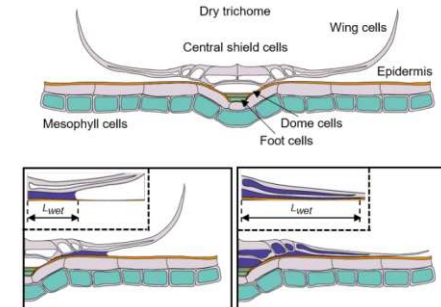 Dry trichome
Wing cells
Central shield cells
Epidermis
Mesophyll cells
Dome cells
Foot cells
Lwet
Lwet